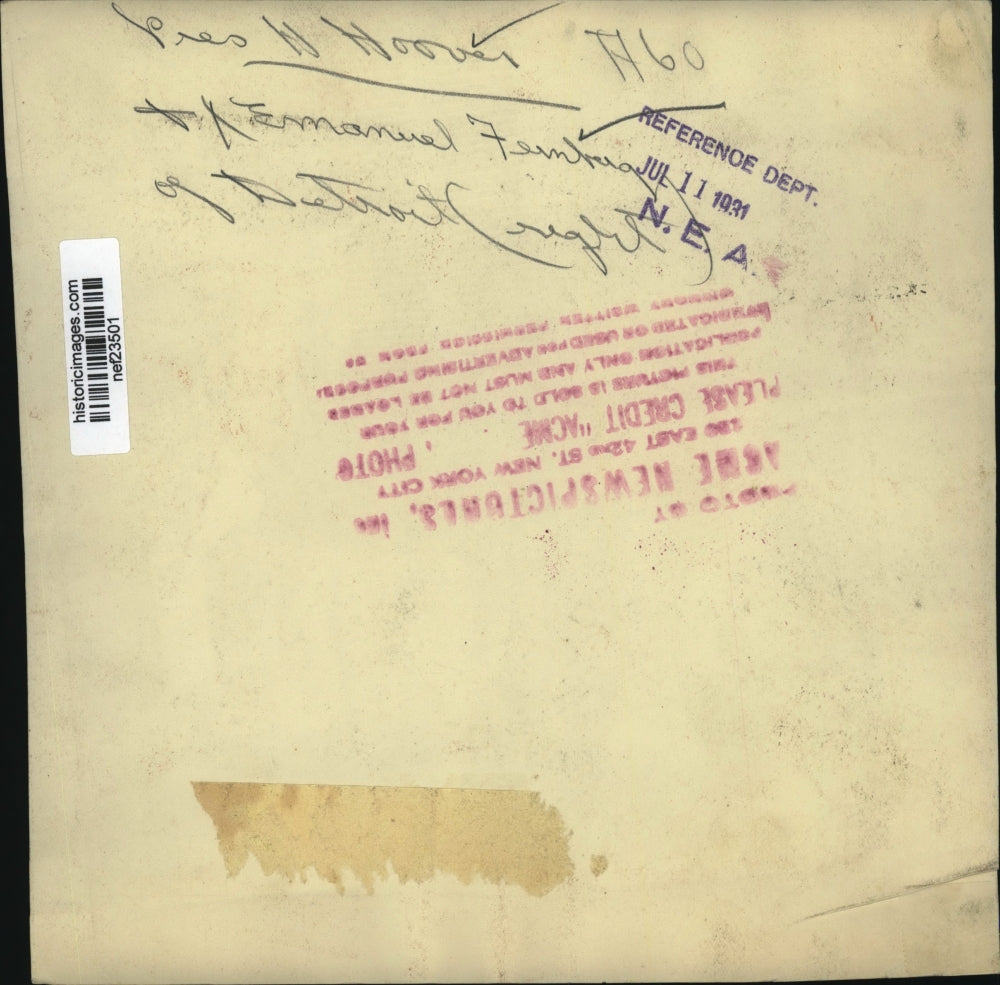 Pres H Hoover H60
+ Emanuel
of Detroit (right)
REFERENCE DEPT.
JUL 11 1931
N. E. A.
historicimages.com
nef23501
PHOTO BY
ACME NEWSPICTURES, Inc
220 EAST 42ND ST. NEW YORK CITY
PLEASE CREDIT "ACME" PHOTO
THIS PICTURE IS SOLD TO YOU FOR YOUR
PUBLICATION ONLY AND MUST NOT BE LOANED
SYNDICATED OR USED FOR ADVERTISING PURPOSES
WITHOUT WRITTEN PERMISSION FROM US